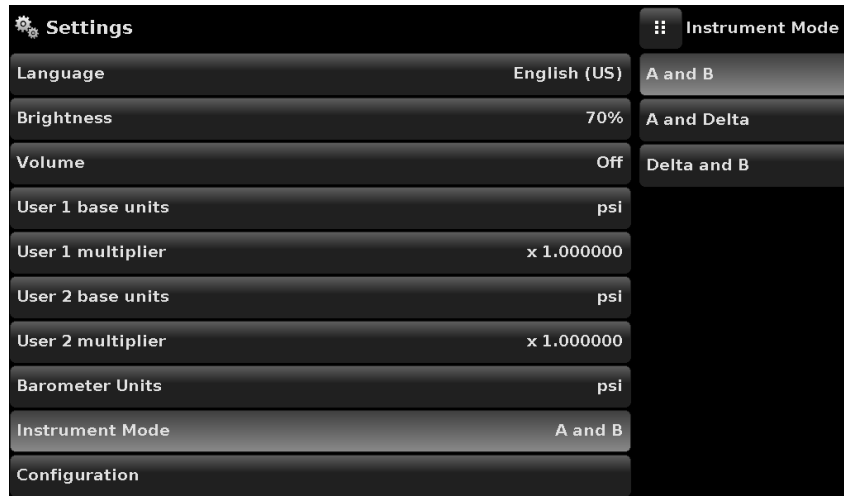 Settings
Language English (US)
Brightness 70%
Volume Off
User 1 base units psi
User 1 multiplier x 1.000000
User 2 base units psi
User 2 multiplier x 1.000000
Barometer Units psi
Instrument Mode A and B
Configuration
Instrument Mode
A and B
A and Delta
Delta and B